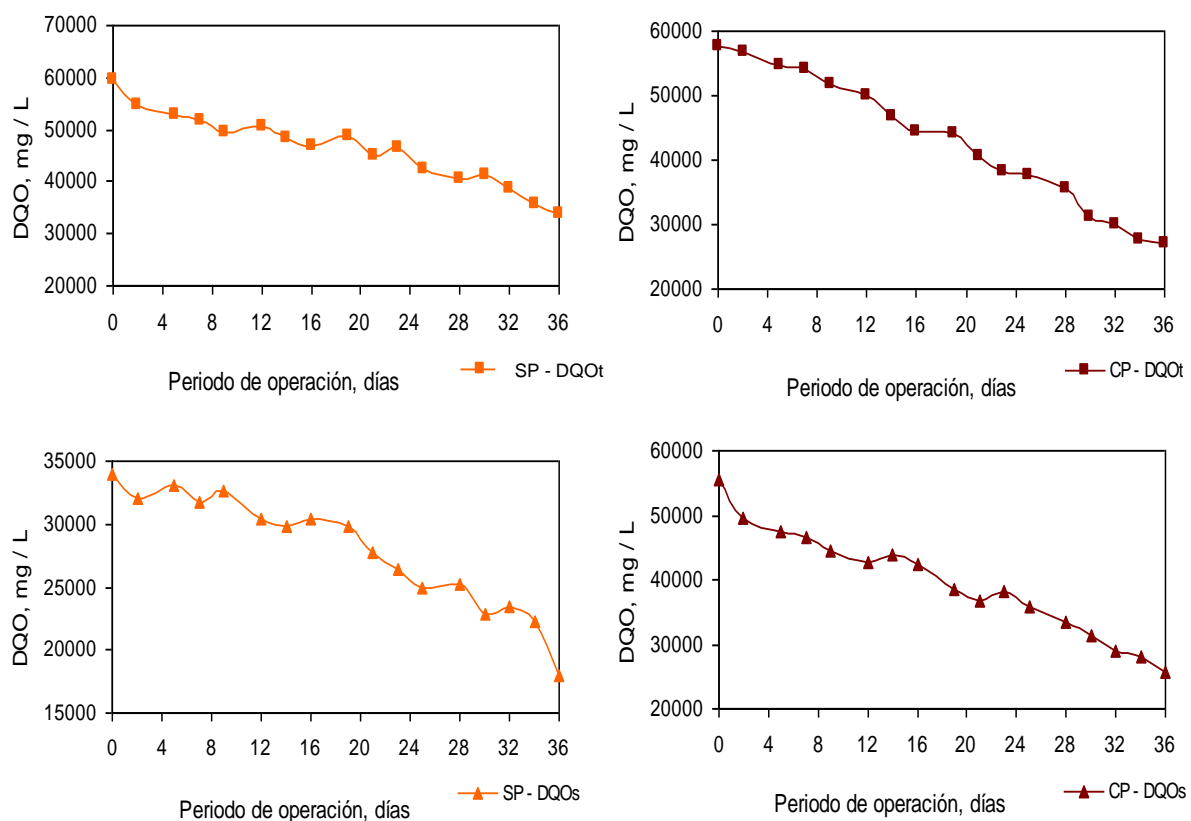 70000
60000
50000
40000
30000
20000
DQO, mg / L
0 4 8 12 16 20 24 28 32 36
Periodo de operación, días
SP - DQOt
60000
50000
40000
30000
20000
DQO, mg / L
0 4 8 12 16 20 24 28 32 36
Periodo de operación, días
CP - DQOt
35000
30000
25000
20000
15000
DQO, mg / L
0 4 8 12 16 20 24 28 32 36
Periodo de operación, días
SP - DQOs
60000
50000
40000
30000
20000
DQO, mg / L
0 4 8 12 16 20 24 28 32 36
Periodo de operación, días
CP - DQOs